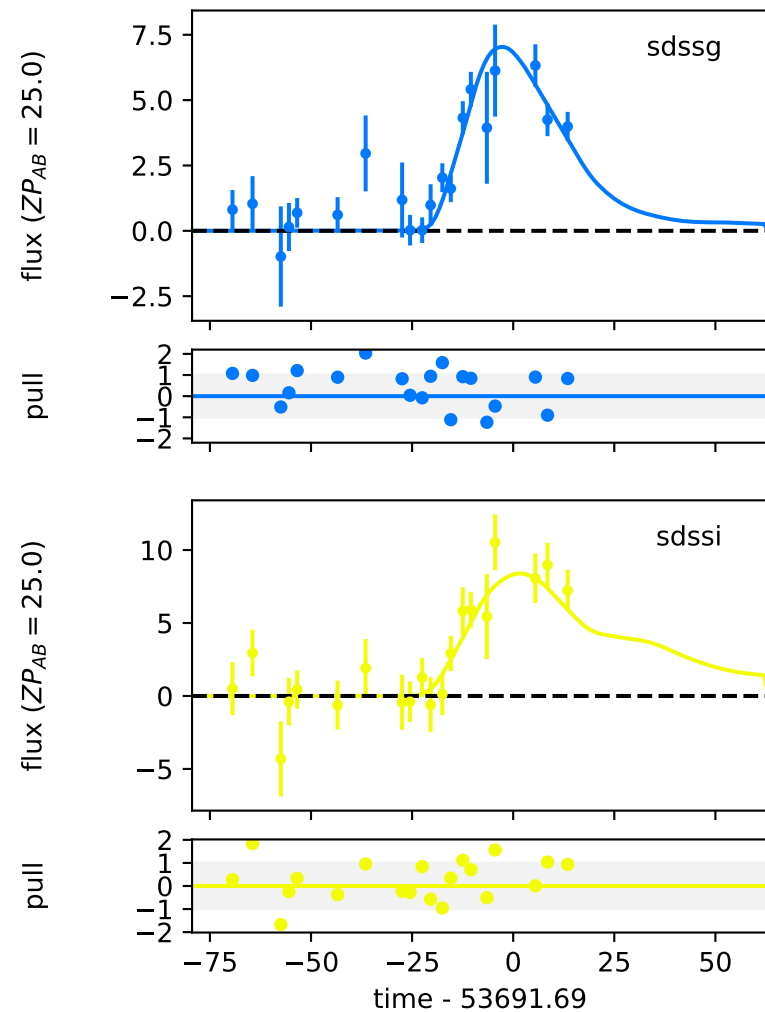 7.5
5.0
2.5
0.0
−2.5
flux (ZP_AB = 25.0)
sdssg
2
1
0
−1
−2
pull
10
5
0
−5
flux (ZP_AB = 25.0)
sdssi
2
1
0
−1
−2
pull
−75 −50 −25 0 25 50
time - 53691.69